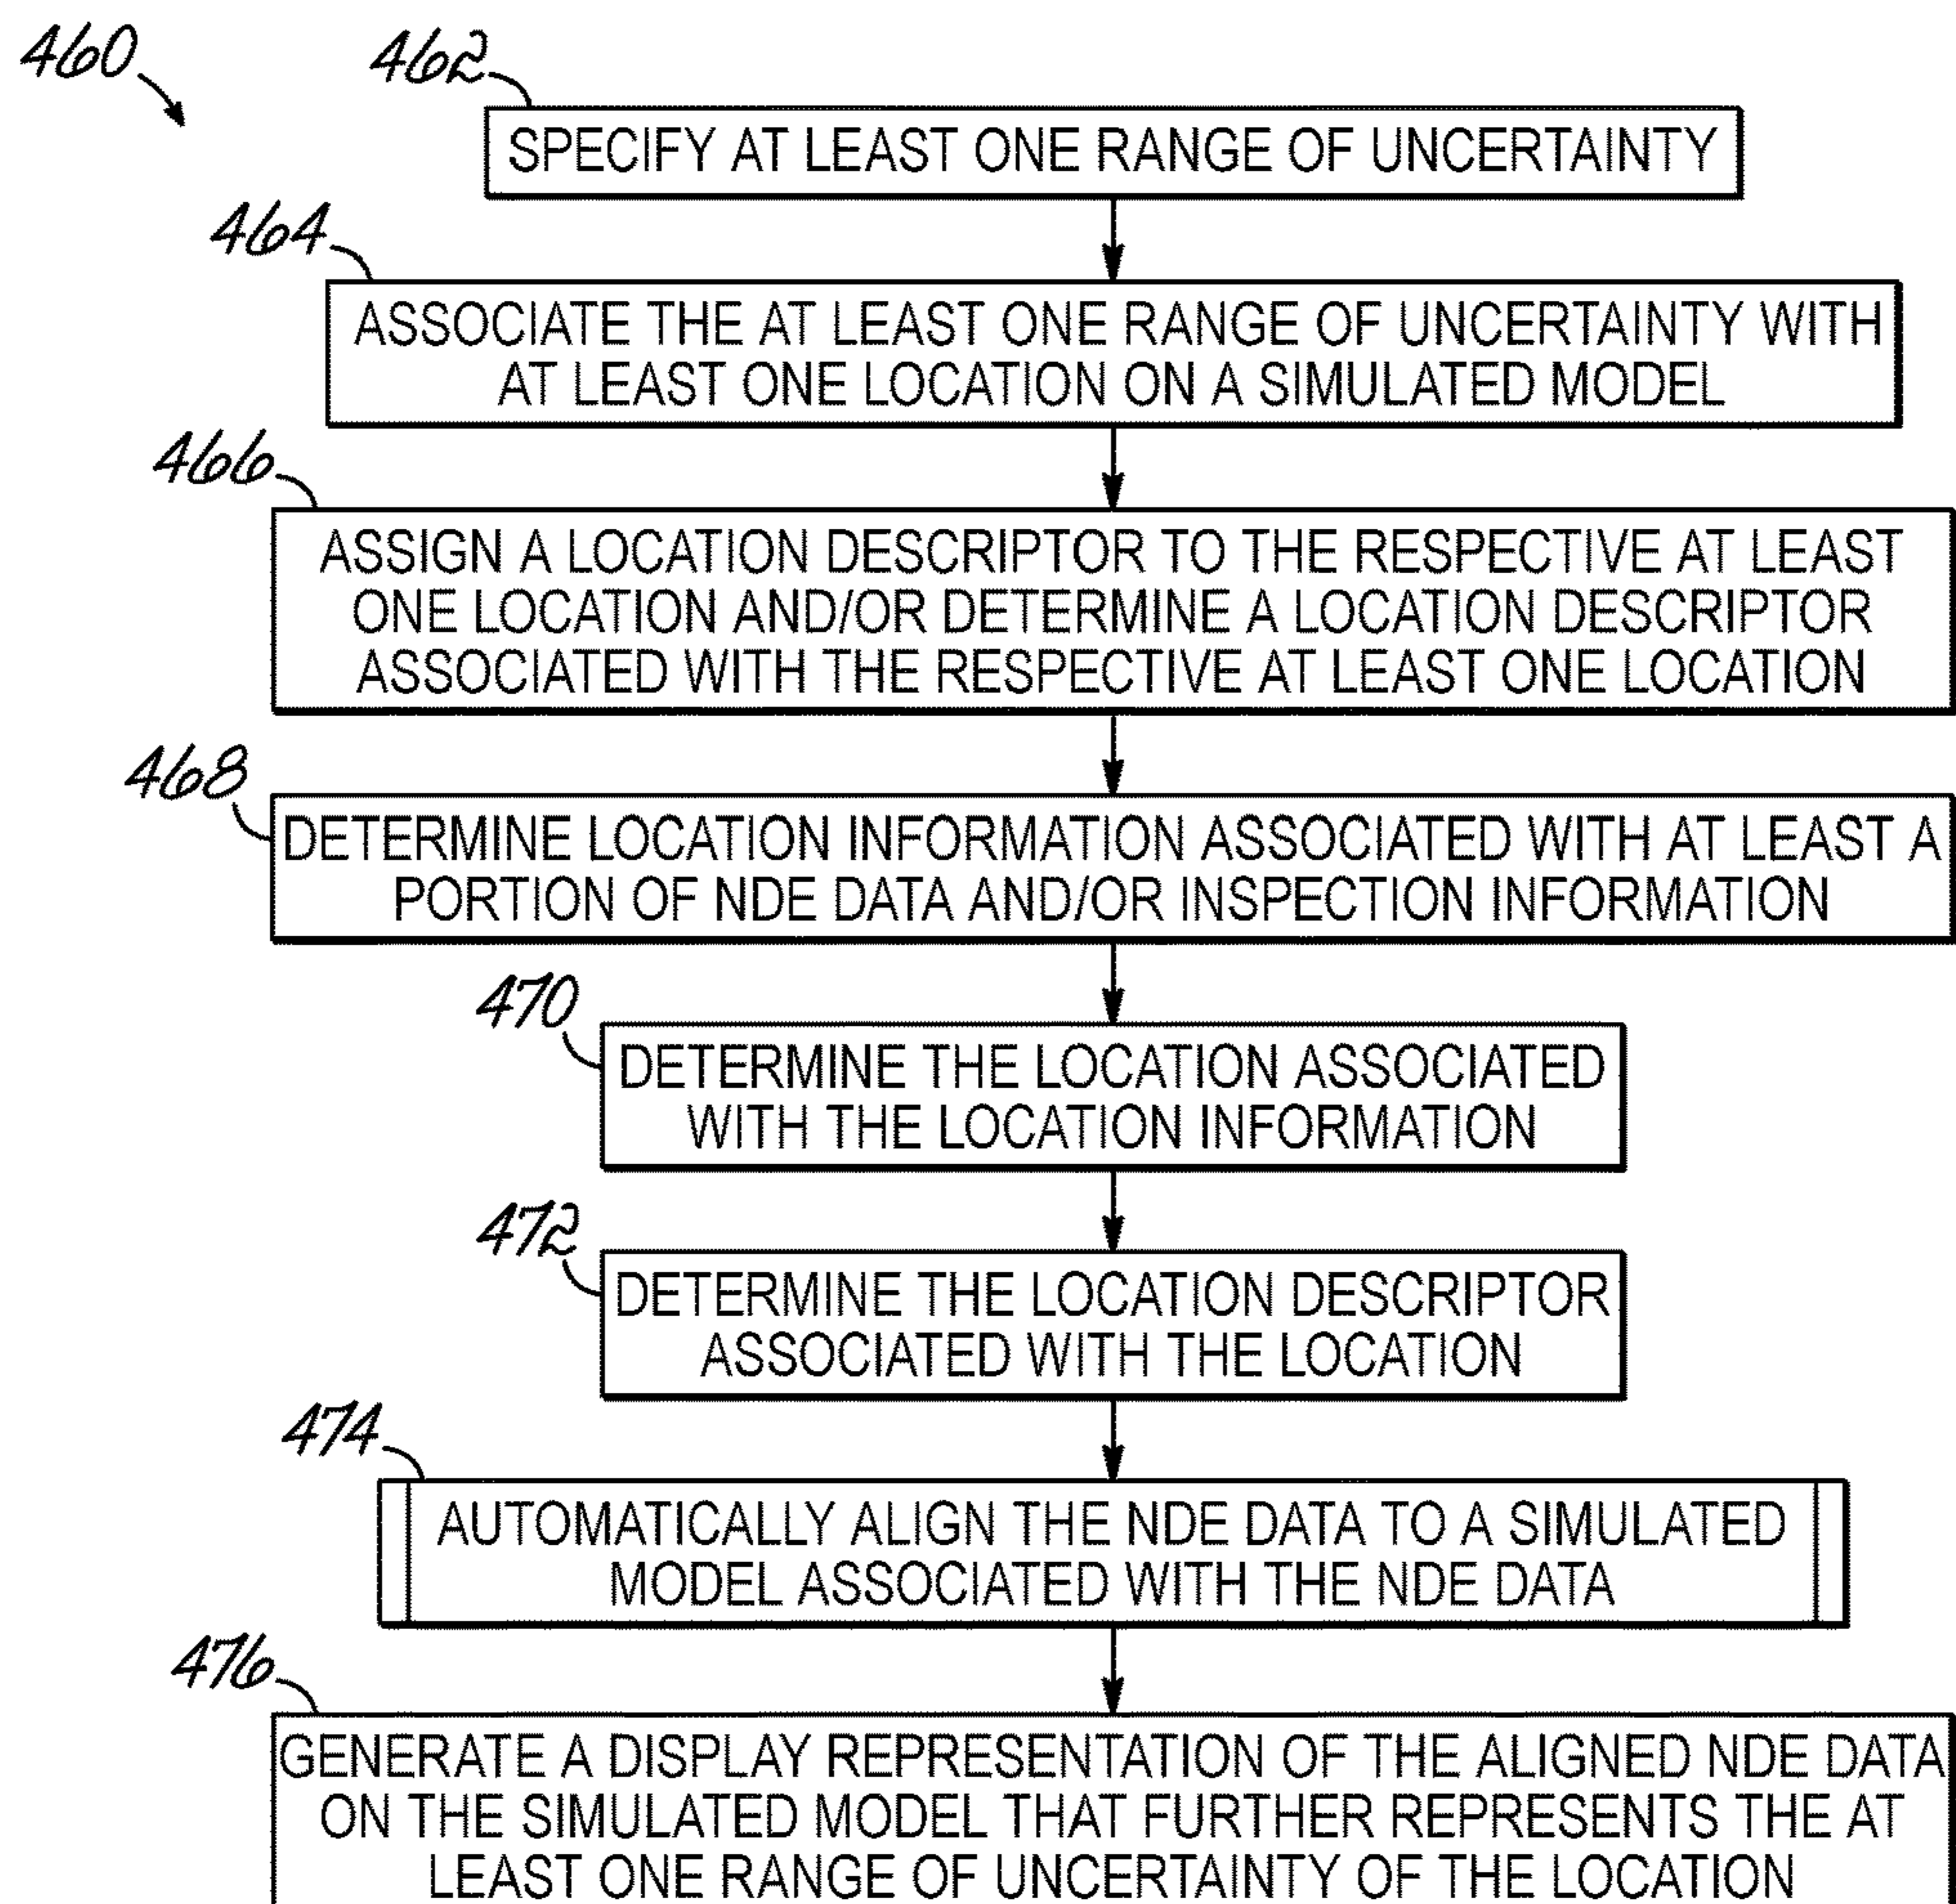 460
462
SPECIFY AT LEAST ONE RANGE OF UNCERTAINTY
464
ASSOCIATE THE AT LEAST ONE RANGE OF UNCERTAINTY WITH
AT LEAST ONE LOCATION ON A SIMULATED MODEL
466
ASSIGN A LOCATION DESCRIPTOR TO THE RESPECTIVE AT LEAST
ONE LOCATION AND/OR DETERMINE A LOCATION DESCRIPTOR
ASSOCIATED WITH THE RESPECTIVE AT LEAST ONE LOCATION
468
DETERMINE LOCATION INFORMATION ASSOCIATED WITH AT LEAST A
PORTION OF NDE DATA AND/OR INSPECTION INFORMATION
470
DETERMINE THE LOCATION ASSOCIATED
WITH THE LOCATION INFORMATION
472
DETERMINE THE LOCATION DESCRIPTOR
ASSOCIATED WITH THE LOCATION
474
AUTOMATICALLY ALIGN THE NDE DATA TO A SIMULATED
MODEL ASSOCIATED WITH THE NDE DATA
476
GENERATE A DISPLAY REPRESENTATION OF THE ALIGNED NDE DATA
ON THE SIMULATED MODEL THAT FURTHER REPRESENTS THE AT
LEAST ONE RANGE OF UNCERTAINTY OF THE LOCATION